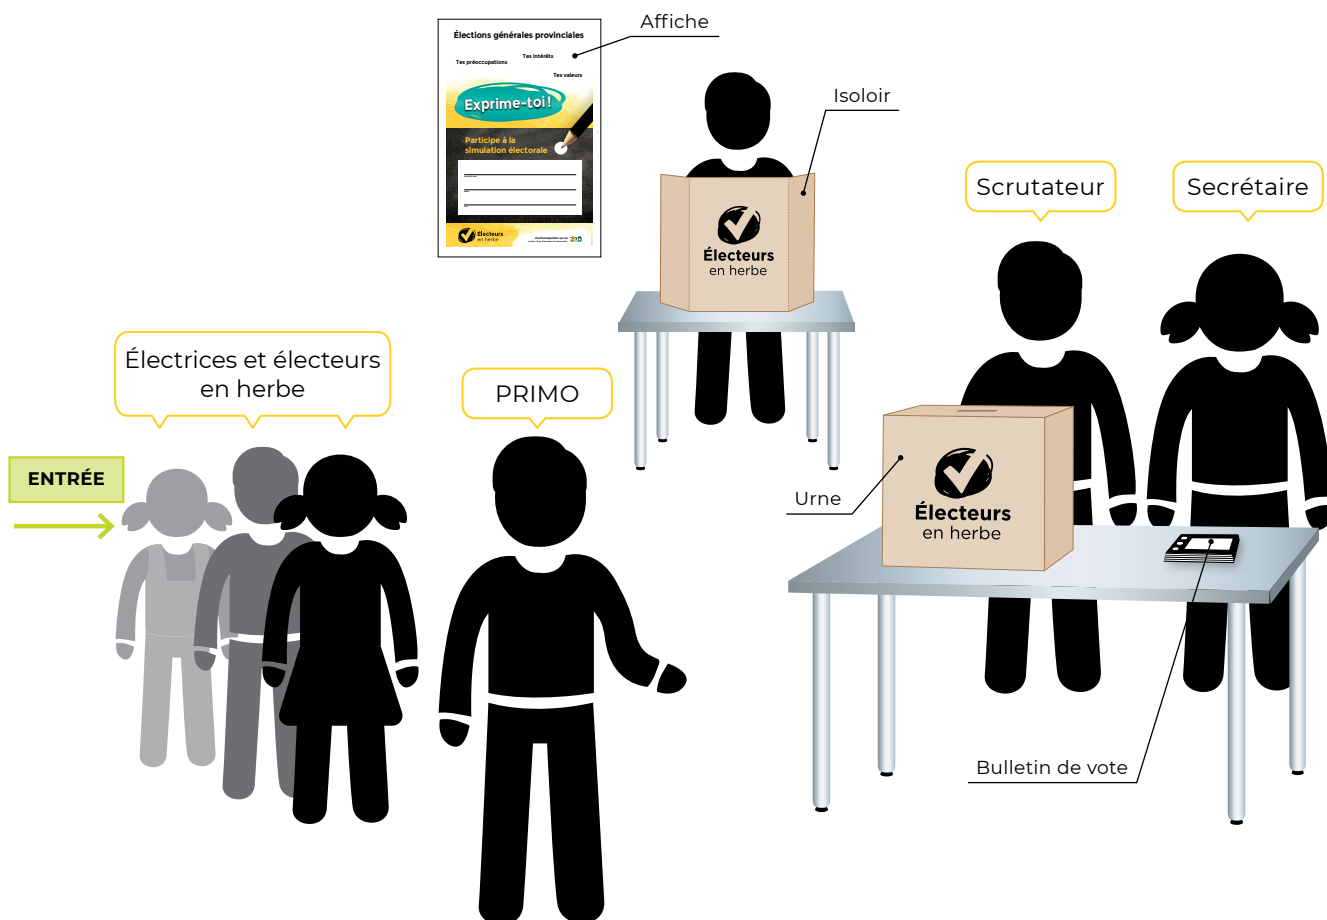 Affiche
Élections générales provinciales
Tes intérêts
Tes préoccupations
Tes valeurs
Exprime-toi !
Participe à la
simulation électorale
Électeurs
en herbe
Isoloir
Électeurs
en herbe
Scrutateur
Secrétaire
Électrices et électeurs
en herbe
PRIMO
ENTRÉE
Urne
Électeurs
en herbe
Bulletin de vote